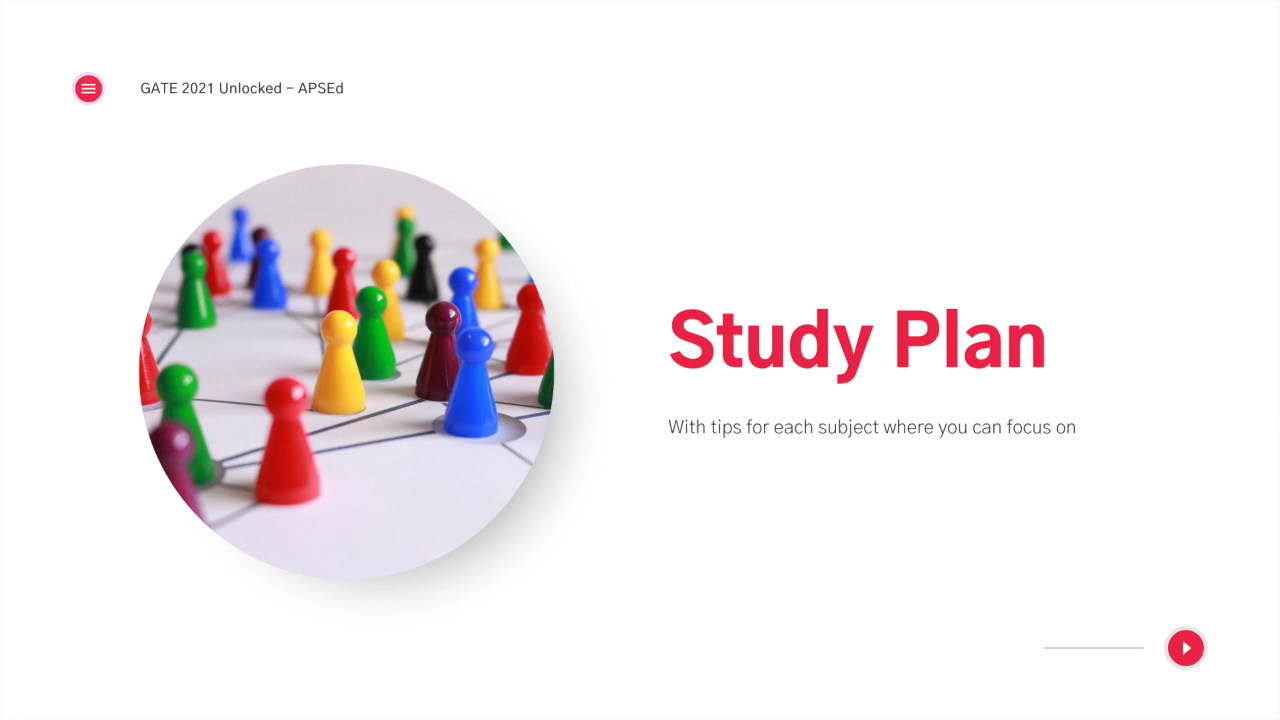 GATE 2021 Unlocked – APSEd
Study Plan
With tips for each subject where you can focus on